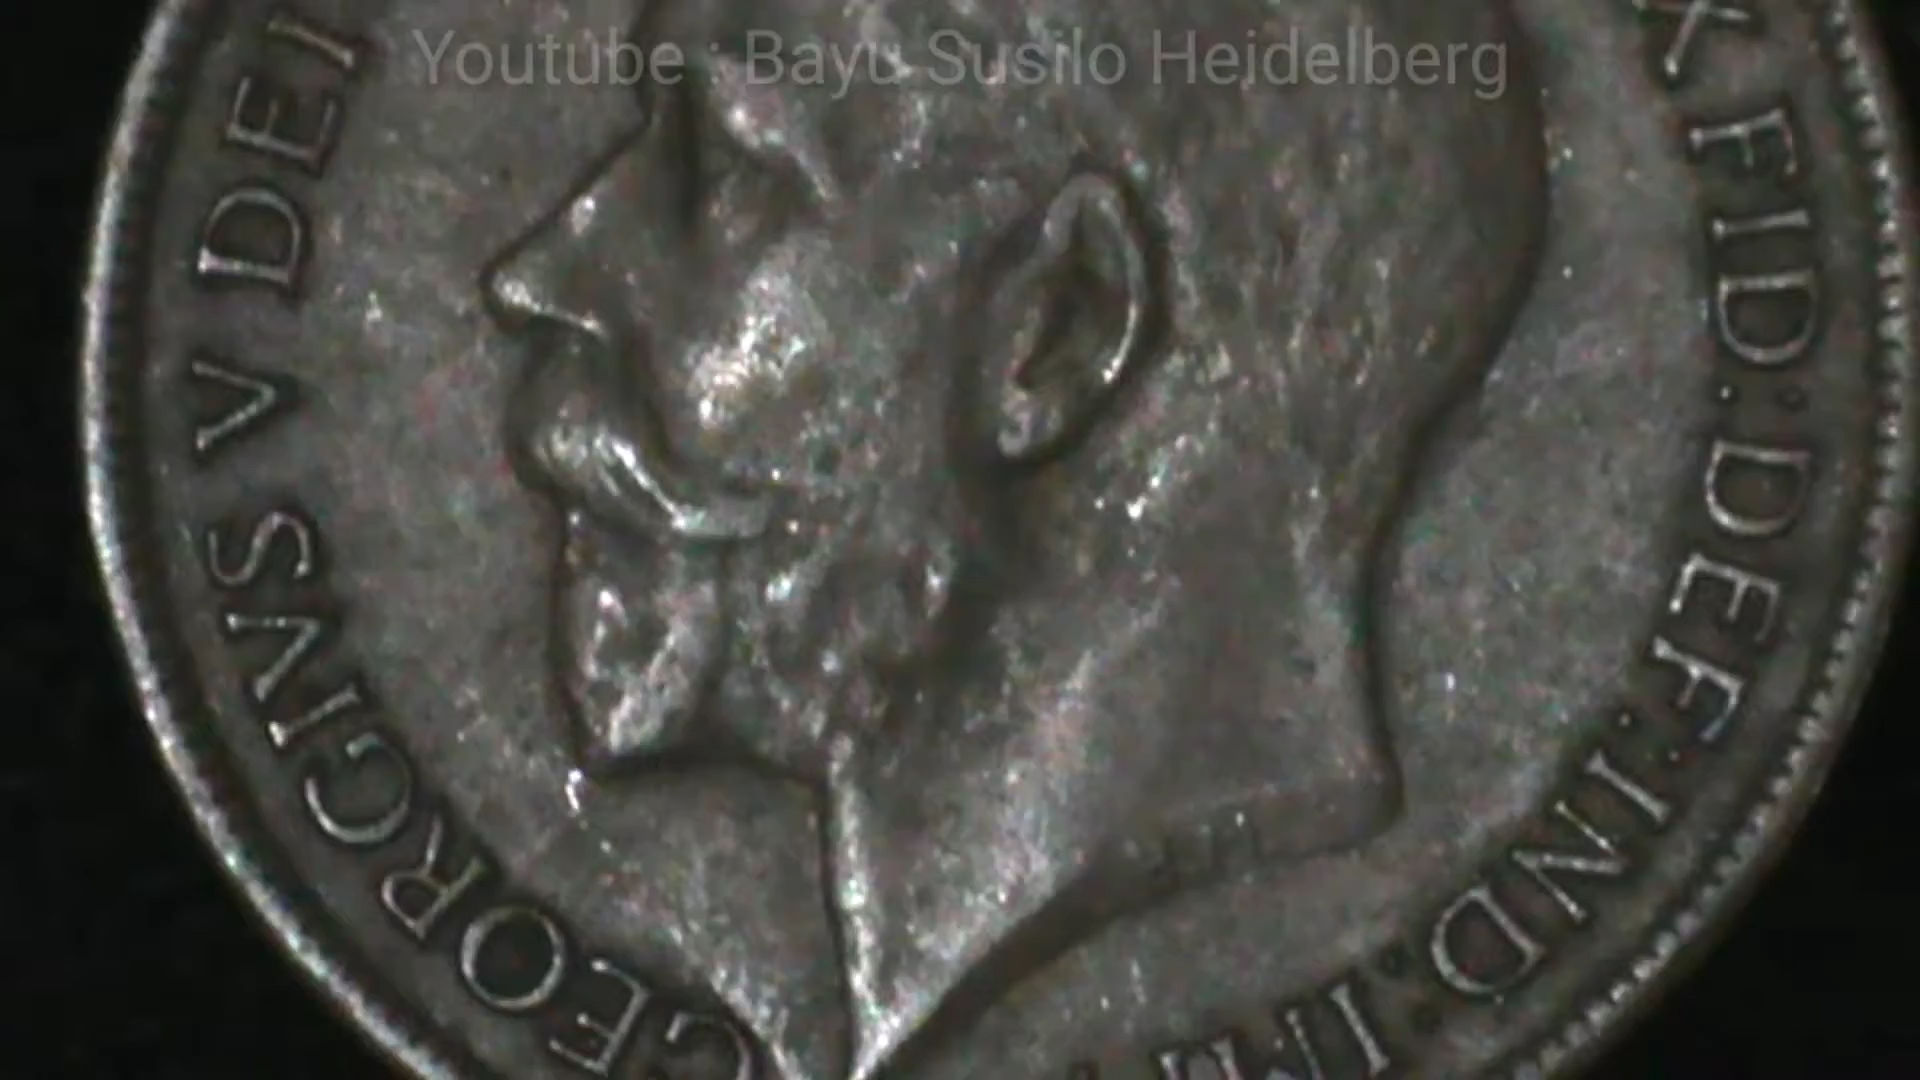 Youtube : Bayu Susilo Heidelberg
GEORGIVS V DEI
X FID: DEF: IND: IMP